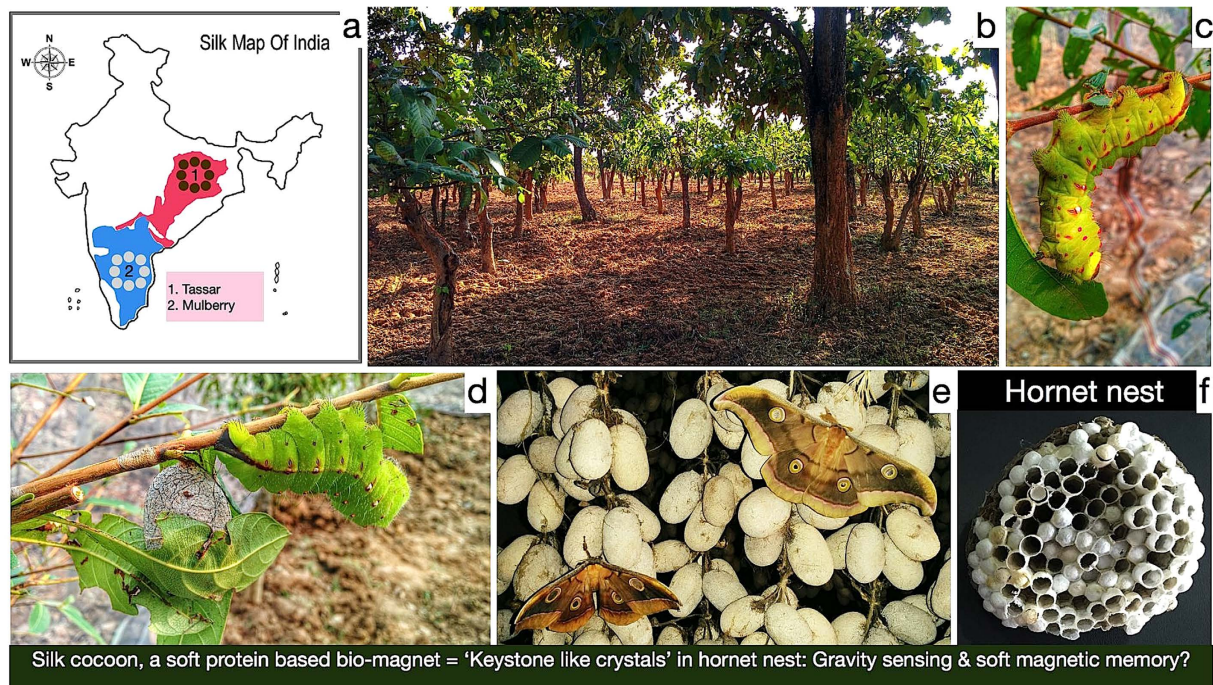 Silk Map Of India
a
N
W E
S
1
2
1. Tassar
2. Mulberry
b
c
d
e
Hornet nest
f
Silk cocoon, a soft protein based bio-magnet = ‘Keystone like crystals’ in hornet nest: Gravity sensing & soft magnetic memory?